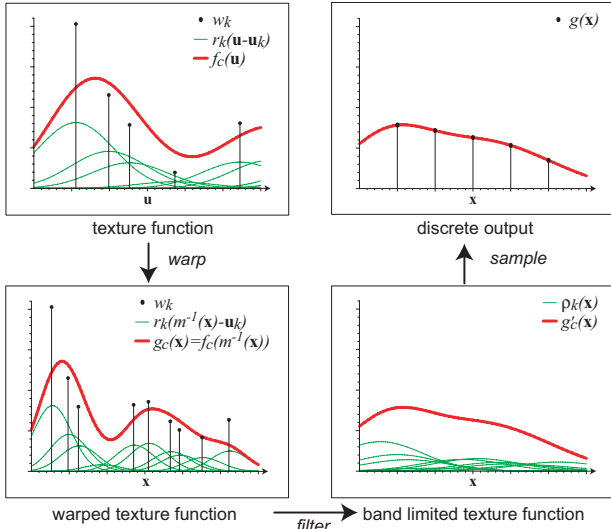 w_k
r_k(u-u_k)
f_c(u)
u
texture function
g(x)
x
discrete output
warp
sample
w_k
r_k(m^-1(x)-u_k)
g_c(x)=f_c(m^-1(x))
x
warped texture function
ρ_k(x)
g'_c(x)
x
band limited texture function
filter